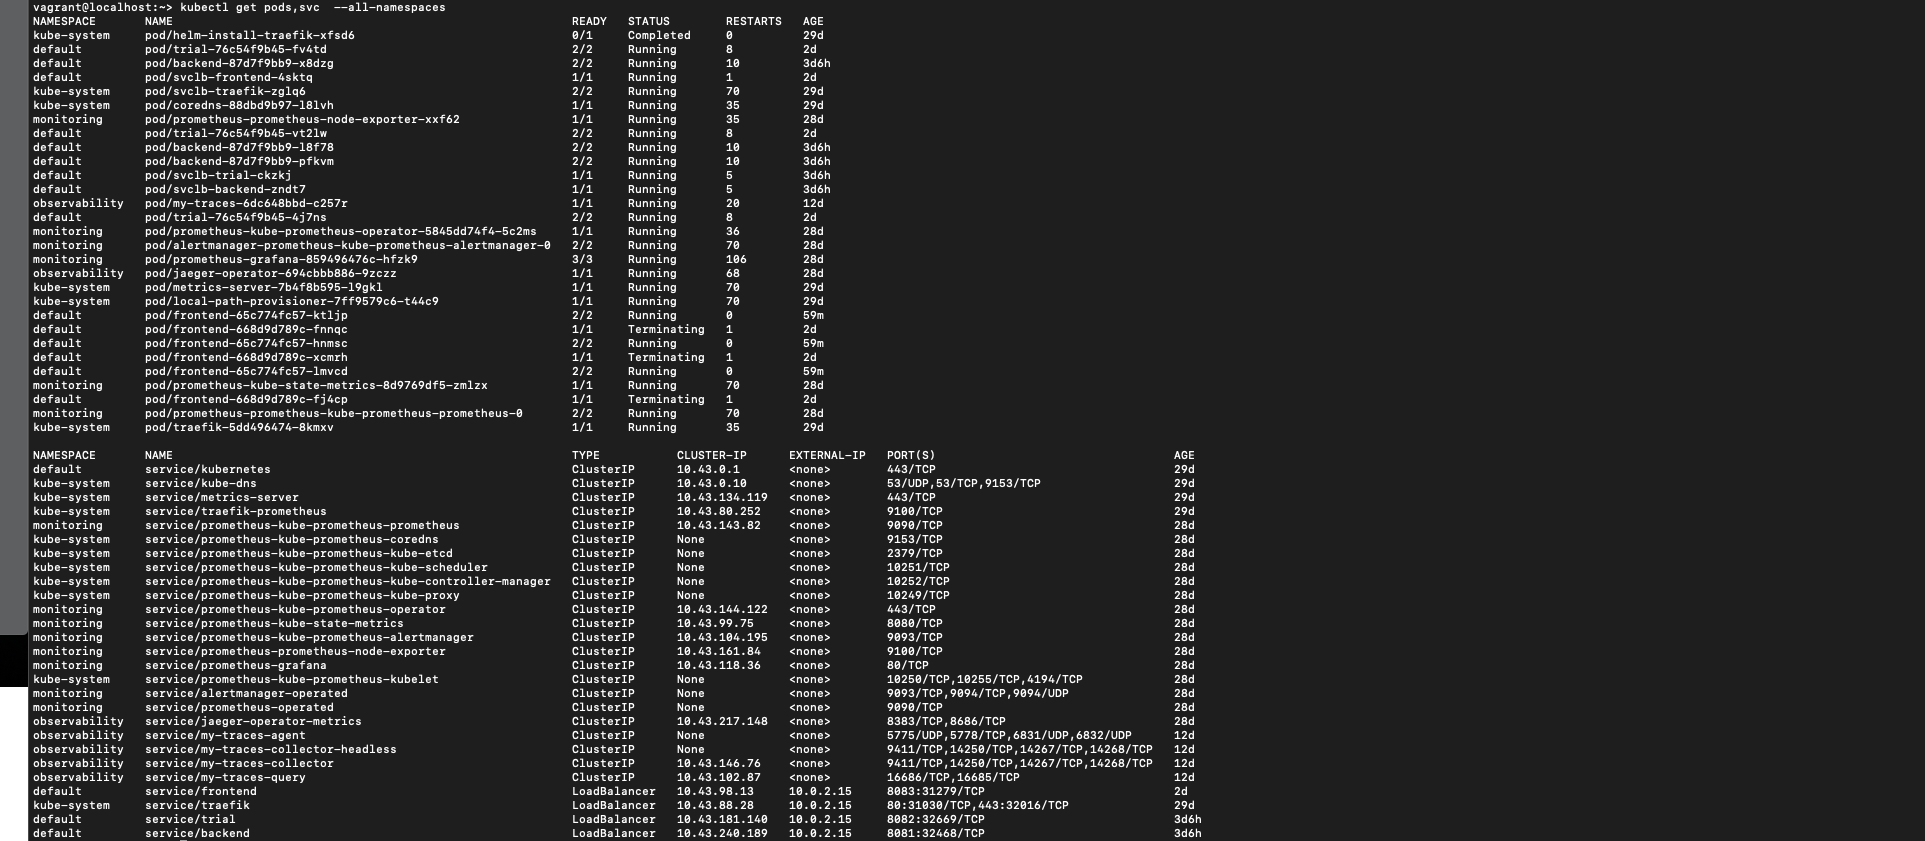 vagrant@localhost:~> kubectl get pods,svc  --all-namespaces
NAMESPACE NAME READY STATUS RESTARTS AGE
kube-system pod/helm-install-traefik-xfsd6 0/1 Completed 0 29d
default pod/trial-76c54f9b45-fv4td 2/2 Running 8 2d
default pod/backend-87d7f9bb9-x8dzg 2/2 Running 10 3d6h
default pod/svclb-frontend-4sktq 1/1 Running 1 2d
kube-system pod/svclb-traefik-zglq6 2/2 Running 70 29d
kube-system pod/coredns-88dbd9b97-l8lvh 1/1 Running 35 29d
monitoring pod/prometheus-prometheus-node-exporter-xxf62 1/1 Running 35 28d
default pod/trial-76c54f9b45-vt2lw 2/2 Running 8 2d
default pod/backend-87d7f9bb9-l8f78 2/2 Running 10 3d6h
default pod/backend-87d7f9bb9-pfkvm 2/2 Running 10 3d6h
default pod/svclb-trial-ckzkj 1/1 Running 5 3d6h
default pod/svclb-backend-zndt7 1/1 Running 5 3d6h
observability pod/my-traces-6dc648bbd-c257r 1/1 Running 20 12d
default pod/trial-76c54f9b45-4j7ns 2/2 Running 8 2d
monitoring pod/prometheus-kube-prometheus-operator-5845dd74f4-5c2ms 1/1 Running 36 28d
monitoring pod/alertmanager-prometheus-kube-prometheus-alertmanager-0 2/2 Running 70 28d
monitoring pod/prometheus-grafana-859496476c-hfzk9 3/3 Running 106 28d
observability pod/jaeger-operator-694cbbb886-9zczz 1/1 Running 68 28d
kube-system pod/metrics-server-7b4f8b595-l9gkl 1/1 Running 70 29d
kube-system pod/local-path-provisioner-7ff9579c6-t44c9 1/1 Running 70 29d
default pod/frontend-65c774fc57-ktljp 2/2 Running 0 59m
default pod/frontend-668d9d789c-fnnqc 1/1 Terminating 1 2d
default pod/frontend-65c774fc57-hnmsc 2/2 Running 0 59m
default pod/frontend-668d9d789c-xcmrh 1/1 Terminating 1 2d
default pod/frontend-65c774fc57-lmvcd 2/2 Running 0 59m
monitoring pod/prometheus-kube-state-metrics-8d9769df5-zmlzx 1/1 Running 70 28d
default pod/frontend-668d9d789c-fj4cp 1/1 Terminating 1 2d
monitoring pod/prometheus-prometheus-kube-prometheus-prometheus-0 2/2 Running 70 28d
kube-system pod/traefik-5dd496474-8kmxv 1/1 Running 35 29d
NAMESPACE NAME TYPE CLUSTER-IP EXTERNAL-IP PORT(S) AGE
default service/kubernetes ClusterIP 10.43.0.1 <none> 443/TCP 29d
kube-system service/kube-dns ClusterIP 10.43.0.10 <none> 53/UDP,53/TCP,9153/TCP 29d
kube-system service/metrics-server ClusterIP 10.43.134.119 <none> 443/TCP 29d
kube-system service/traefik-prometheus ClusterIP 10.43.80.252 <none> 9100/TCP 29d
monitoring service/prometheus-kube-prometheus-prometheus ClusterIP 10.43.143.82 <none> 9090/TCP 28d
kube-system service/prometheus-kube-prometheus-coredns ClusterIP None <none> 9153/TCP 28d
kube-system service/prometheus-kube-prometheus-kube-etcd ClusterIP None <none> 2379/TCP 28d
kube-system service/prometheus-kube-prometheus-kube-scheduler ClusterIP None <none> 10251/TCP 28d
kube-system service/prometheus-kube-prometheus-kube-controller-manager ClusterIP None <none> 10252/TCP 28d
kube-system service/prometheus-kube-prometheus-kube-proxy ClusterIP None <none> 10249/TCP 28d
monitoring service/prometheus-kube-prometheus-operator ClusterIP 10.43.144.122 <none> 443/TCP 28d
monitoring service/prometheus-kube-state-metrics ClusterIP 10.43.99.75 <none> 8080/TCP 28d
monitoring service/prometheus-kube-prometheus-alertmanager ClusterIP 10.43.104.195 <none> 9093/TCP 28d
monitoring service/prometheus-prometheus-node-exporter ClusterIP 10.43.161.84 <none> 9100/TCP 28d
monitoring service/prometheus-grafana ClusterIP 10.43.118.36 <none> 80/TCP 28d
kube-system service/prometheus-kube-prometheus-kubelet ClusterIP None <none> 10250/TCP,10255/TCP,4194/TCP 28d
monitoring service/alertmanager-operated ClusterIP None <none> 9093/TCP,9094/TCP,9094/UDP 28d
monitoring service/prometheus-operated ClusterIP None <none> 9090/TCP 28d
observability service/jaeger-operator-metrics ClusterIP 10.43.217.148 <none> 8383/TCP,8686/TCP 28d
observability service/my-traces-agent ClusterIP None <none> 5775/UDP,5778/TCP,6831/UDP,6832/UDP 12d
observability service/my-traces-collector-headless ClusterIP None <none> 9411/TCP,14250/TCP,14267/TCP,14268/TCP 12d
observability service/my-traces-collector ClusterIP 10.43.146.76 <none> 9411/TCP,14250/TCP,14267/TCP,14268/TCP 12d
observability service/my-traces-query ClusterIP 10.43.102.87 <none> 16686/TCP,16685/TCP 12d
default service/frontend LoadBalancer 10.43.98.13 10.0.2.15 8083:31279/TCP 2d
kube-system service/traefik LoadBalancer 10.43.88.28 10.0.2.15 80:31030/TCP,443:32016/TCP 29d
default service/trial LoadBalancer 10.43.181.140 10.0.2.15 8082:32669/TCP 3d6h
default service/backend LoadBalancer 10.43.240.189 10.0.2.15 8081:32468/TCP 3d6h